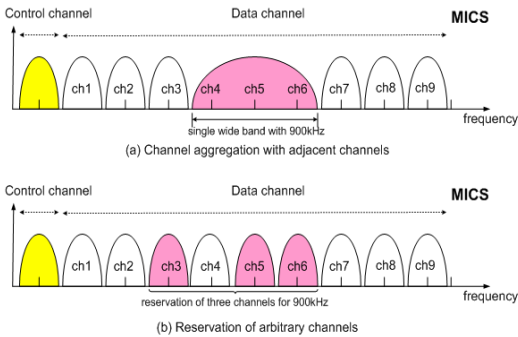 Control channel Data channel MICS
ch1 ch2 ch3 ch4 ch5 ch6 ch7 ch8 ch9
frequency
single wide band with 900kHz
(a) Channel aggregation with adjacent channels
Control channel Data channel MICS
ch1 ch2 ch3 ch4 ch5 ch6 ch7 ch8 ch9
frequency
reservation of three channels for 900kHz
(b) Reservation of arbitrary channels